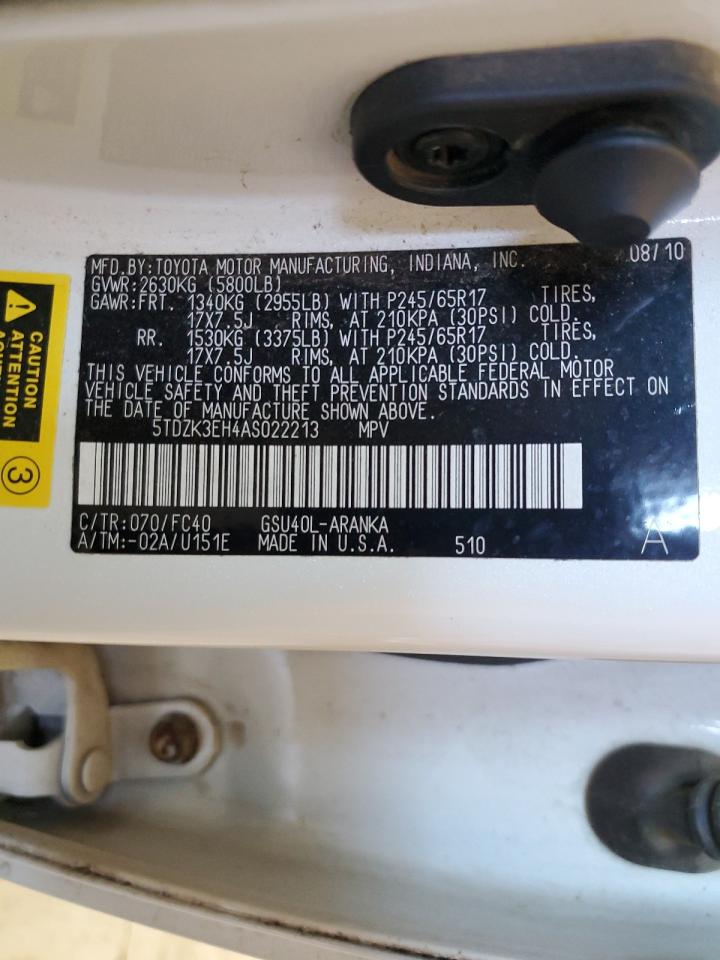 MFD.BY:TOYOTA MOTOR MANUFACTURING, INDIANA, INC. 08/10
GVWR:2630KG (5800LB)
GAWR:FRT. 1340KG (2955LB) WITH P245/65R17 TIRES,
17X7.5J RIMS, AT 210KPA (30PSI) COLD.
RR. 1530KG (3375LB) WITH P245/65R17 TIRES,
17X7.5J RIMS, AT 210KPA (30PSI) COLD.
THIS VEHICLE CONFORMS TO ALL APPLICABLE FEDERAL MOTOR
VEHICLE SAFETY AND THEFT PREVENTION STANDARDS IN EFFECT ON
THE DATE OF MANUFACTURE SHOWN ABOVE.
5TDZK3EH4AS022213 MPV
C/TR:070/FC40 GSU40L-ARANKA
A/TM:-02A/U151E MADE IN U.S.A. 510 A
CAUTION
ATTENTION
3